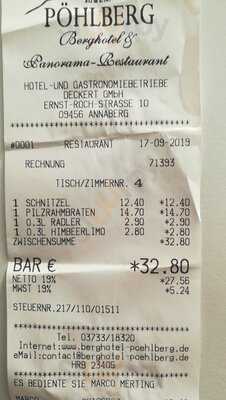 PÖHLBERG
Berghotel &
Panorama-Restaurant
HOTEL-UND GASTRONOMIEBETRIEBE
DECKERT GmbH
ERNST-ROCH-STRASSE 10
09456 ANNABERG
************************************
#0001 RESTAURANT 17-09-2019
RECHNUNG 71393
TISCH/ZIMMERNR. 4
1 SCHNITZEL 12.40 *12.40
1 PILZRAHMBRATEN 14.70 *14.70
1 0.3L RADLER 2.90 *2.90
1 0.3L HIMBEERLIMO 2.80 *2.80
ZWISCHENSUMME *32.80
BAR € *32.80
NETTO 19% *27.56
MWST 19% *5.24
STEUERNR.217/110/01511
************************************
Tel. 03733/18320
Internet:www.berghotel-poehlberg.de
eMail:contact@berghotel-poehlberg.de
HRB 23405
************************************
ES BEDIENTE SIE MARCO MERTING